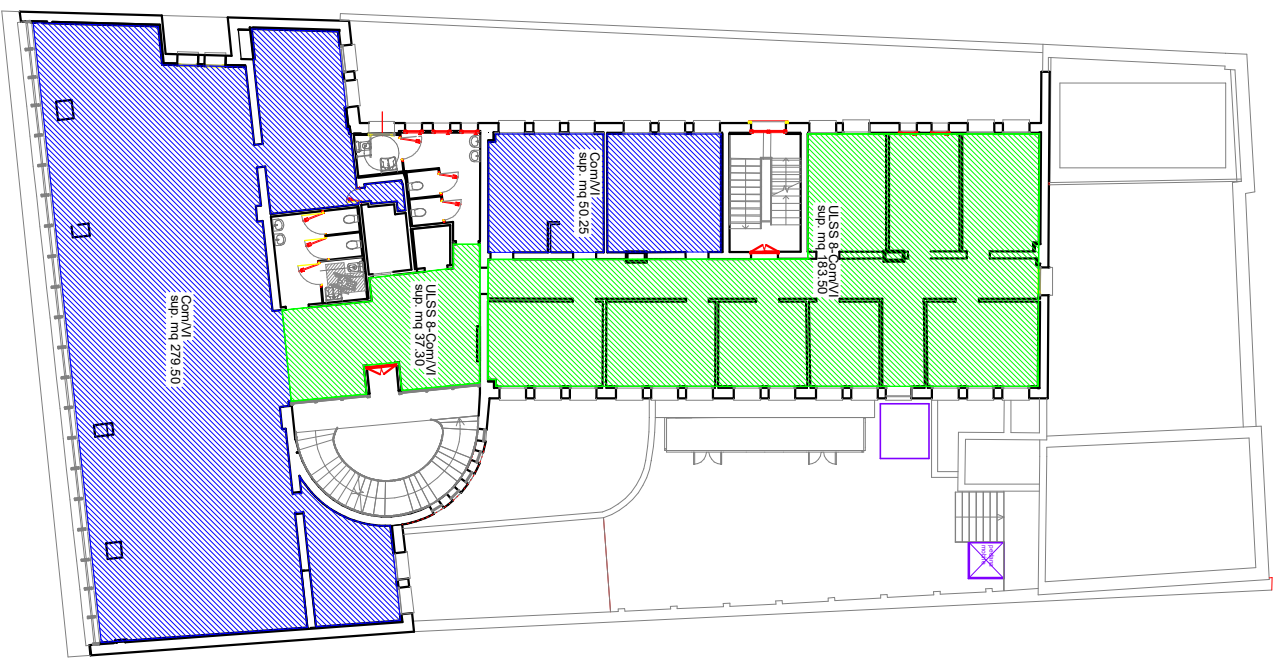 Com/VI
sup. mq 279.50
ULSS 8-Com/VI
sup. mq 37.30
Com/VI
sup. mq 50.25
ULSS 8-Com/VI
sup. mq 183.50